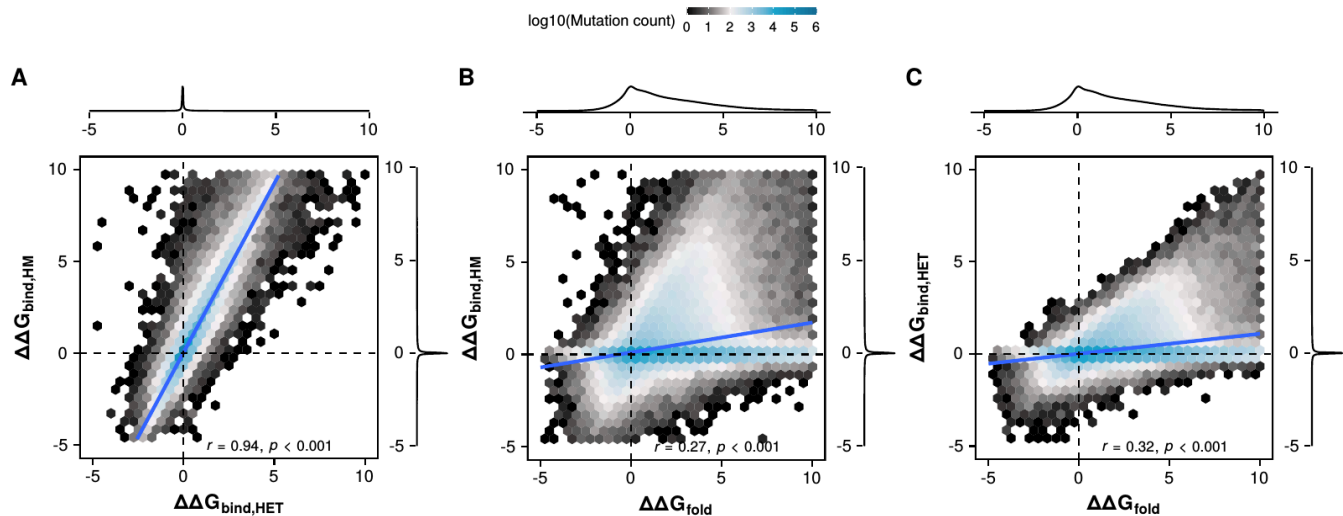 log10(Mutation count)
0 1 2 3 4 5 6
A
B
C
-5 0 5 10
-5 0 5 10
-5 0 5 10
10
5
0
-5
ΔΔGbind,HM
r = 0.94, p < 0.001
-5 0 5 10
ΔΔGbind,HET
10
5
0
-5
10
5
0
-5
ΔΔGbind,HM
r = 0.27, p < 0.001
-5 0 5 10
ΔΔGfold
10
5
0
-5
10
5
0
-5
ΔΔGbind,HET
r = 0.32, p < 0.001
-5 0 5 10
ΔΔGfold
10
5
0
-5